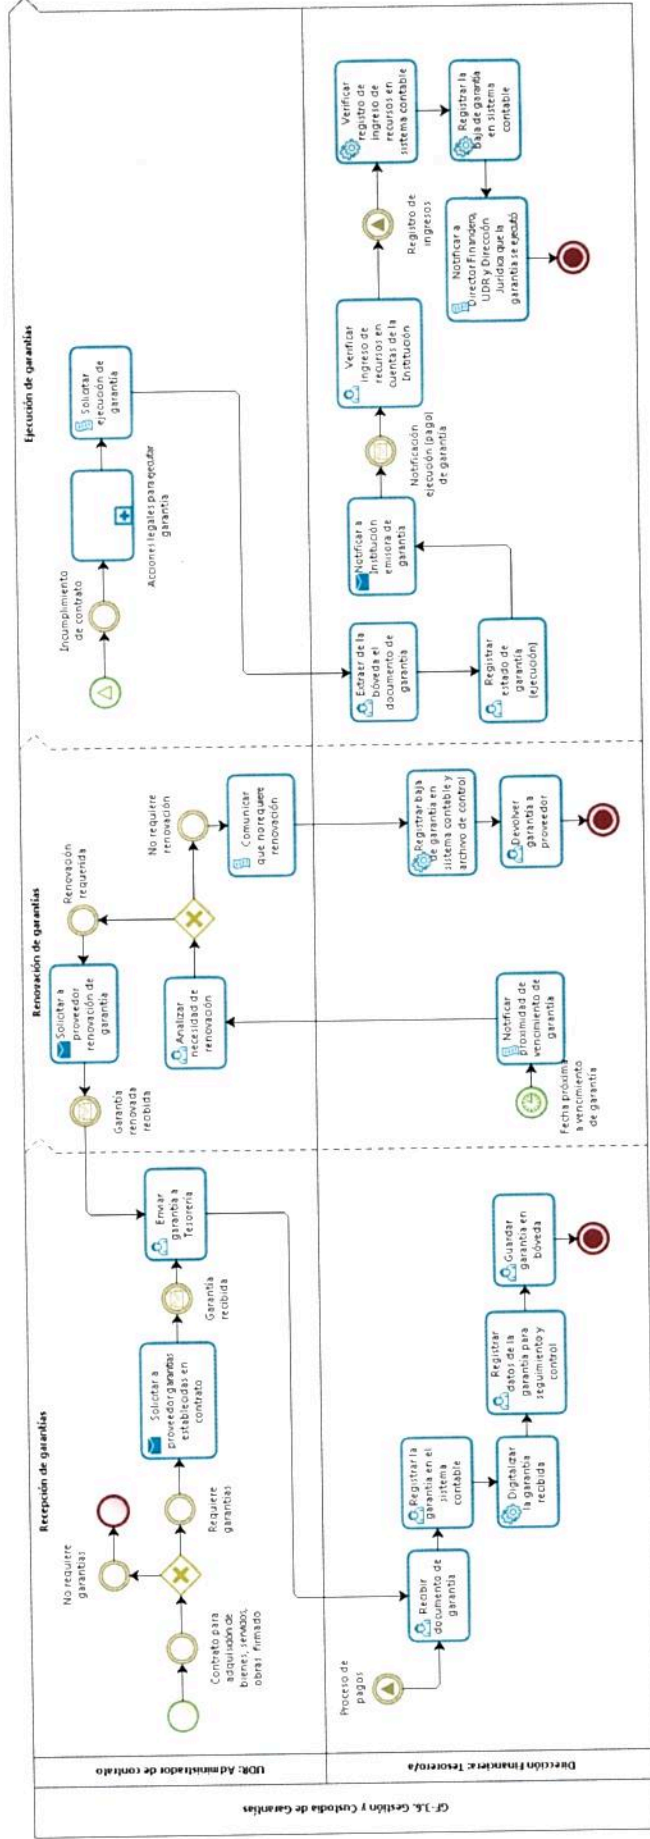 GF-3.6. Gestión y Custodia de Garantías
UDR: Administrador de contrato
Dirección Financiera: Tesorero/a
Recepción de garantías
Contrato para
adquisición de
bienes, servicios,
obras firmado
No requiere
garantías
Requiere
garantías
Solicitar a
proveedor garantías
establecidas en
contrato
Garantía
recibida
Enviar
garantía a
Tesorería
Proceso de
pagos
Recibir
documento de
garantía
Registrar la
garantía en el
sistema
contable
Digitalizar
la garantía
recibida
Registrar
datos de la
garantía para
seguimiento y
control
Guardar
garantía en
bóveda
Renovación de garantías
Fecha próxima
a vencimiento
de garantía
Notificar
proximidad de
vencimiento de
garantía
Analizar
necesidad de
renovación
Renovación
requerida
Solicitar a
proveedor
renovación de
garantía
Garantía
renovada
recibida
No requiere
renovación
Comunicar
que no requiere
renovación
Registrar baja
de garantía en
sistema contable y
archivo de control
Devolver
garantía a
proveedor
Ejecución de garantías
Incumplimiento
de contrato
Acciones legales para ejecutar
garantía
Solicitar
ejecución de
garantía
Extraer de la
bóveda el
documento de
garantía
Registrar
estado de
garantía
(ejecución)
Notificar a
Institución
emisora de
garantía
Notificación
ejecución (pago)
de garantía
Verificar
ingreso de
recursos en
cuentas de la
Institución
Registro de
ingresos
Verificar
registro de
ingreso de
recursos en
sistema contable
Registrar la
baja de garantía
en sistema
contable
Notificar a
Director Financiero,
UDR y Dirección
Jurídica que la
garantía se ejecutó